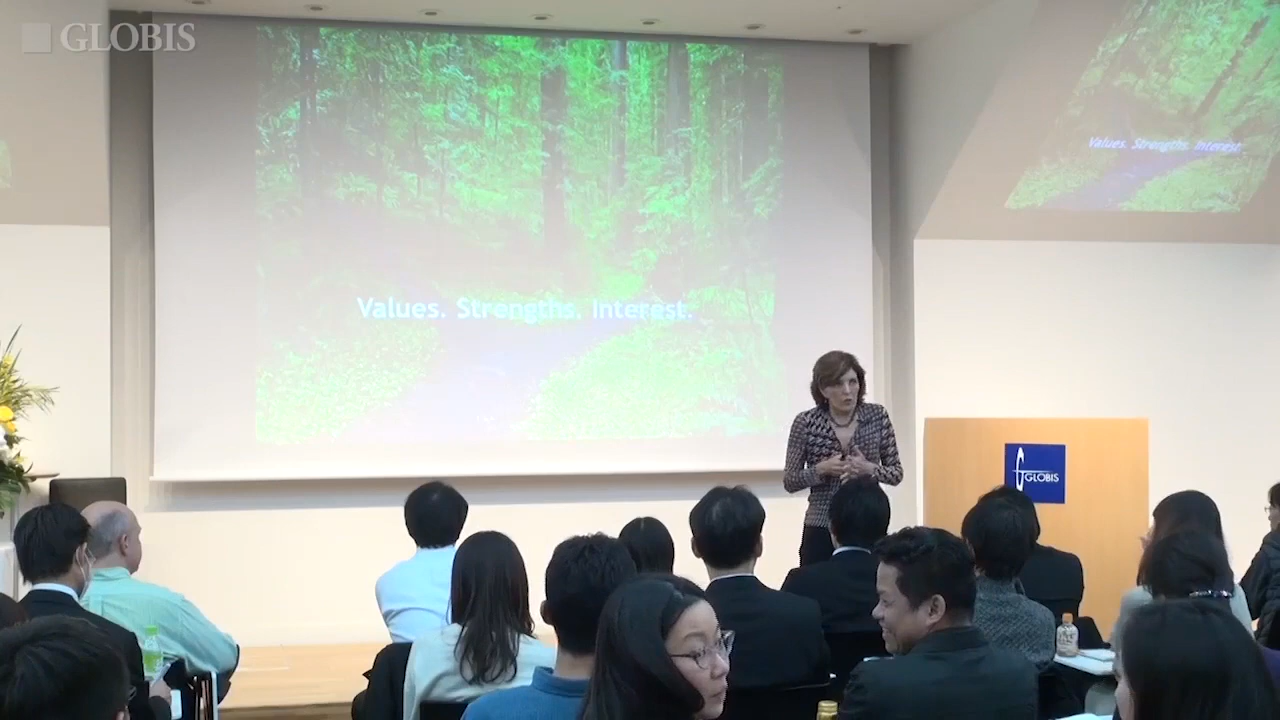 GLOBIS
Values. Strengths. Interest.
Values. Strengths. Interest.
GLOBIS